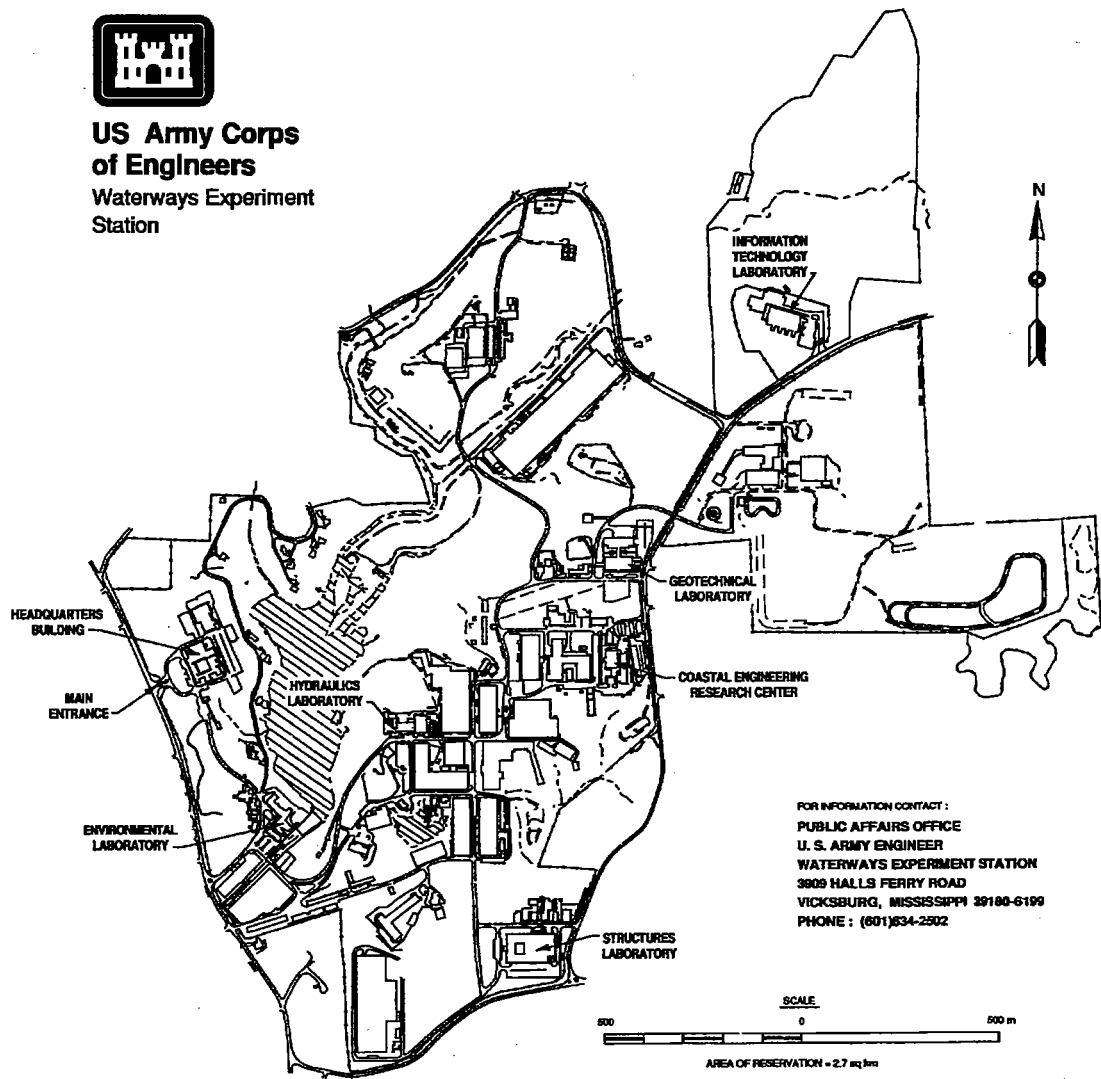 US Army Corps
of Engineers
Waterways Experiment
Station
N
INFORMATION
TECHNOLOGY
LABORATORY
GEOTECHNICAL
LABORATORY
HEADQUARTERS
BUILDING
MAIN
ENTRANCE
HYDRAULICS
LABORATORY
COASTAL ENGINEERING
RESEARCH CENTER
ENVIRONMENTAL
LABORATORY
STRUCTURES
LABORATORY
FOR INFORMATION CONTACT :
PUBLIC AFFAIRS OFFICE
U. S. ARMY ENGINEER
WATERWAYS EXPERIMENT STATION
3909 HALLS FERRY ROAD
VICKSBURG, MISSISSIPPI 39180-6199
PHONE : (601)634-2502
SCALE
500 0 500 m
AREA OF RESERVATION = 2.7 sq km